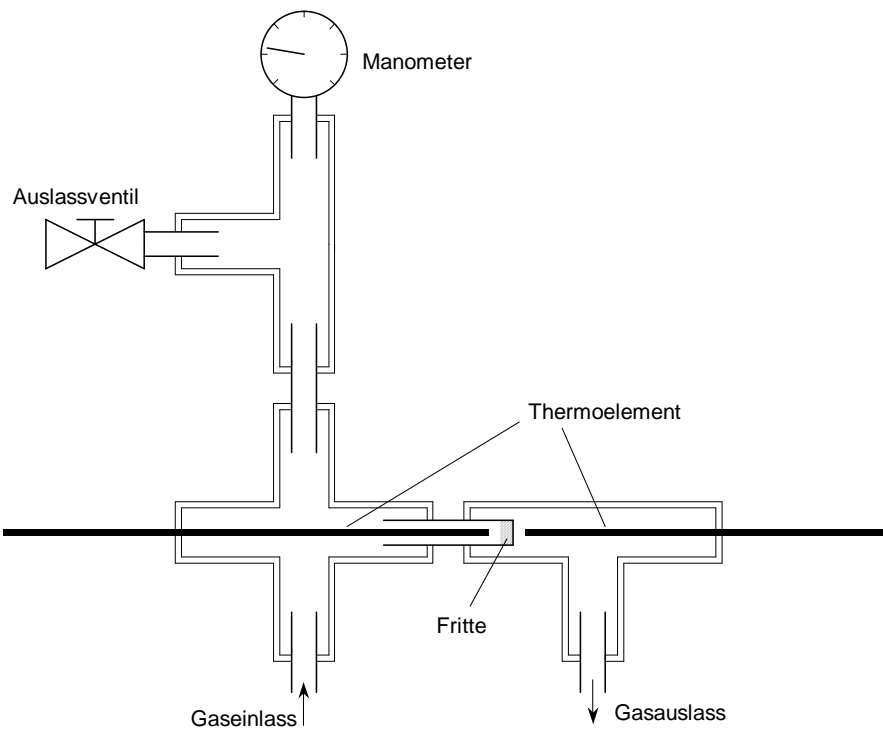 Manometer
Auslassventil
Thermoelement
Fritte
Gaseinlass
Gasauslass